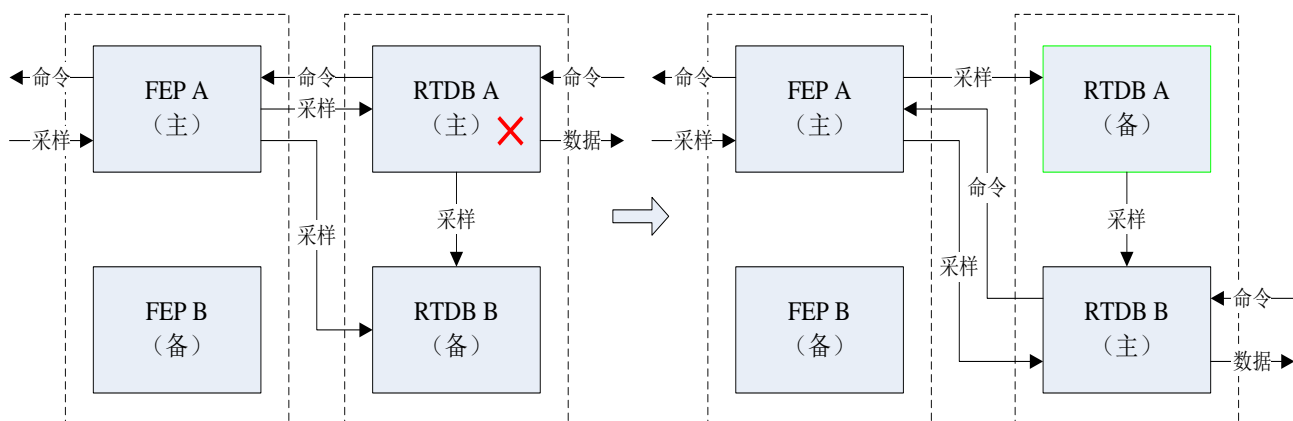 命令
采样
FEP A
（主）
命令
采样
采样
RTDB A
（主）
命令
数据
采样
FEP B
（备）
RTDB B
（备）
命令
采样
FEP A
（主）
采样
命令
采样
RTDB A
（备）
采样
FEP B
（备）
RTDB B
（主）
命令
数据